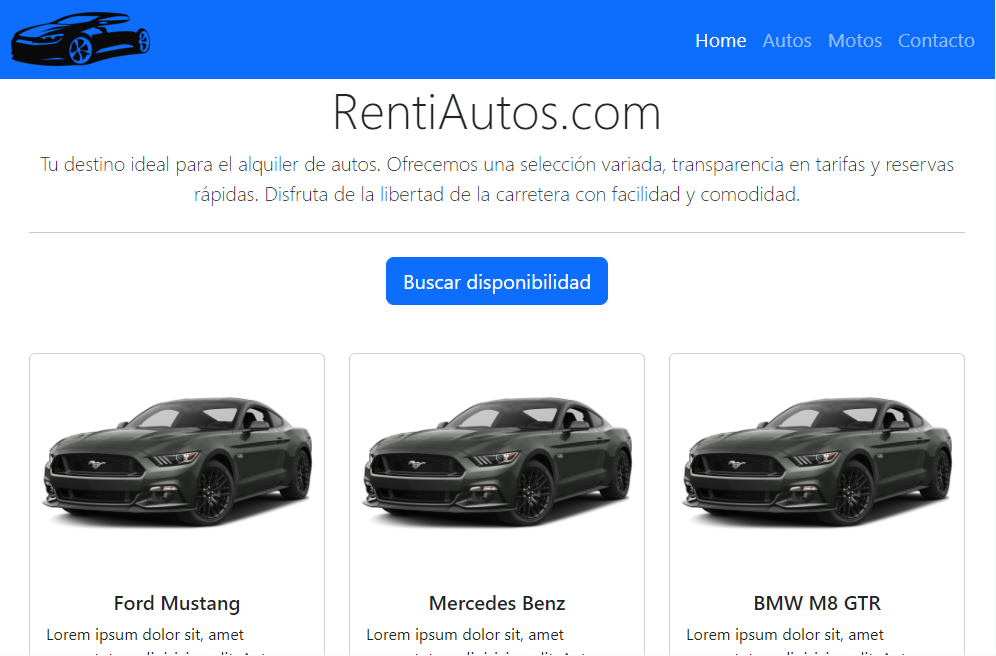 Home Autos Motos Contacto
RentiAutos.com
Tu destino ideal para el alquiler de autos. Ofrecemos una selección variada, transparencia en tarifas y reservas
rápidas. Disfruta de la libertad de la carretera con facilidad y comodidad.
Buscar disponibilidad
Ford Mustang
Lorem ipsum dolor sit, amet
Mercedes Benz
Lorem ipsum dolor sit, amet
BMW M8 GTR
Lorem ipsum dolor sit, amet